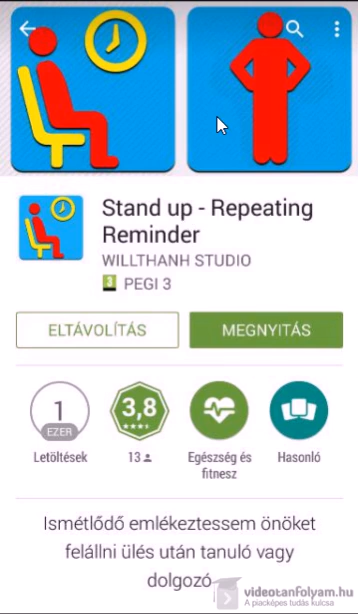 Stand up - Repeating
Reminder
WILLTHANH STUDIO
3 PEGI 3
ELTÁVOLÍTÁS
MEGNYITÁS
1
EZER
3,8
Letöltések
13
Egészség és
fitnesz
Hasonló
Ismétlődő emlékeztessem önöket
felállni ülés után tanuló vagy
dolgozó
videotanfolyam.hu
A piacképes tudás kulcsa